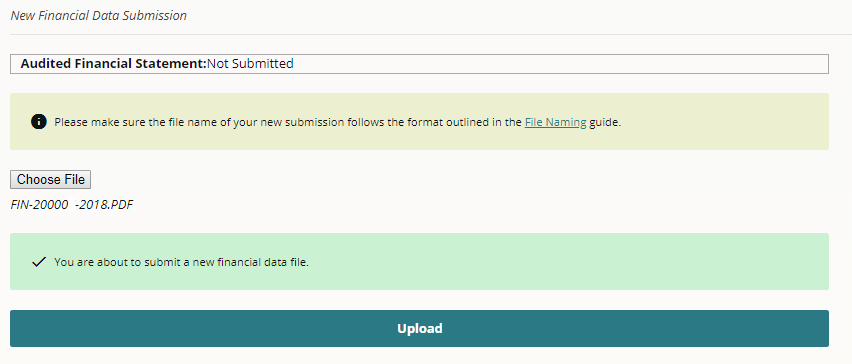 New Financial Data Submission
Audited Financial Statement:Not Submitted
Please make sure the file name of your new submission follows the format outlined in the File Naming guide.
Choose File
FIN-20000  -2018.PDF
You are about to submit a new financial data file.
Upload